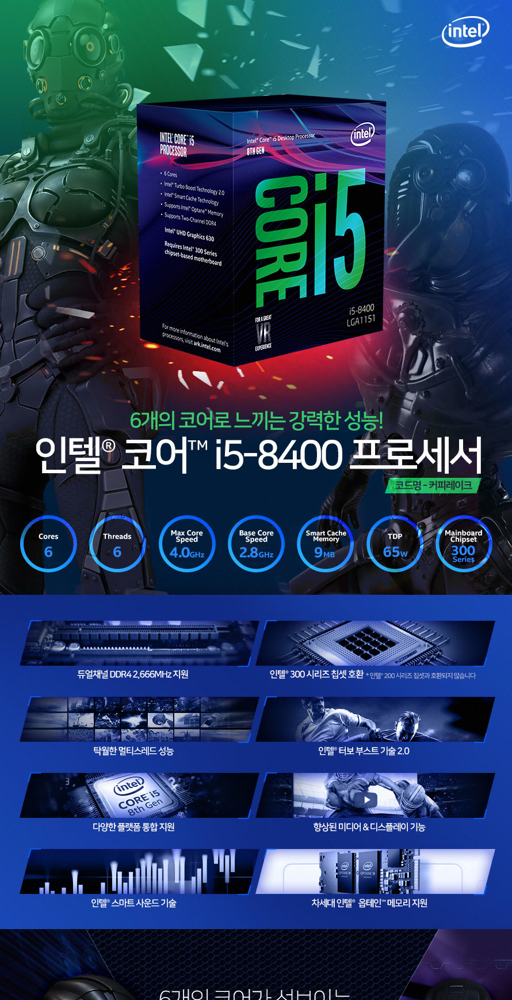 intel
INTEL® CORE™ i5
PROCESSOR
• 6 Cores
• Intel® Turbo Boost Technology 2.0
• Intel® Smart Cache Technology
• Supports Intel® Optane™ Memory
• Supports Two-Channel DDR4
Intel® UHD Graphics 630
Requires Intel® 300 Series
chipset-based motherboard
For more information about Intel's
processors, visit ark.intel.com
Intel® Core™ i5 Desktop Processor
8TH GEN
intel
CORE i5
FOR A GREAT
VR
EXPERIENCE
i5-8400
LGA1151
6개의 코어로 느끼는 강력한 성능!
인텔® 코어™ i5-8400 프로세서
코드명 - 커피레이크
Cores
6
Threads
6
Max Core
Speed
4.0GHz
Base Core
Speed
2.8GHz
Smart Cache
Memory
9MB
TDP
65W
Mainboard
Chipset
300
Series
듀얼채널 DDR4 2,666MHz 지원
인텔® 300 시리즈 칩셋 호환 * 인텔® 200 시리즈 칩셋과 호환되지 않습니다
탁월한 멀티스레드 성능
인텔® 터보 부스트 기술 2.0
intel
CORE i5
8th Gen
다양한 플랫폼 통합 지원
향상된 미디어 & 디스플레이 기능
인텔® 스마트 사운드 기술
intel
OPTANE
intel
OPTANE
차세대 인텔® 옵테인™ 메모리 지원
6개의 코어가 선보이는